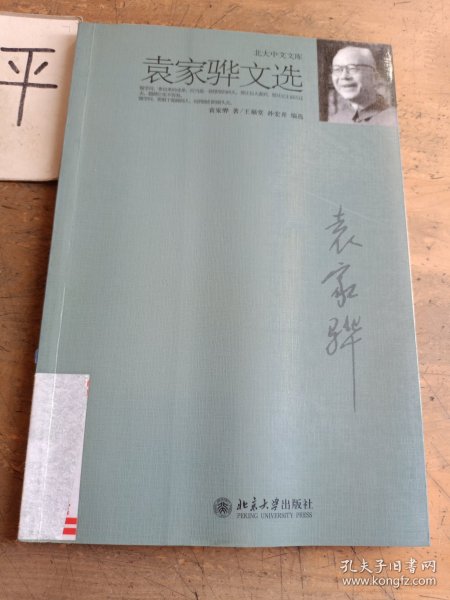 平
北大中文文库
袁家骅文选
袁家骅 著/王福堂 孙宏开 编选
袁家骅
北京大学出版社
PEKING UNIVERSITY PRESS
孔夫子旧书网
www.kongfz.com